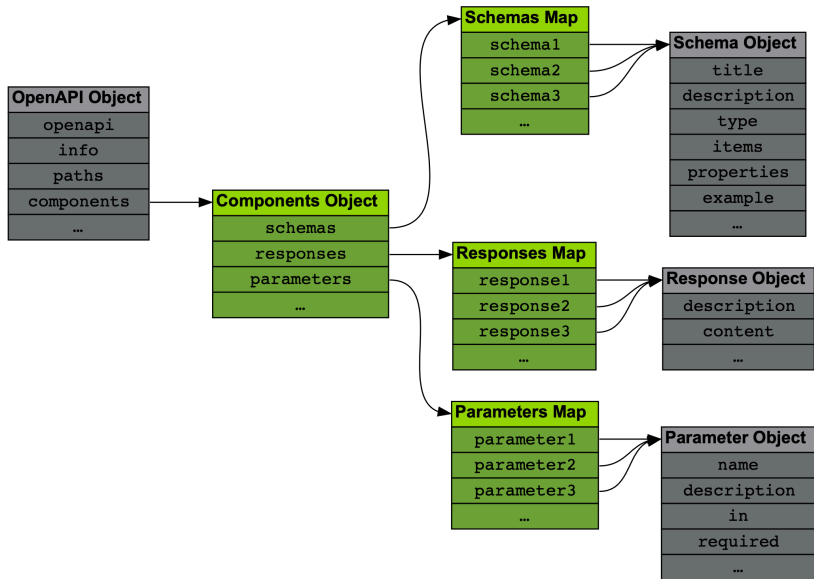 OpenAPI Object
openapi
info
paths
components
…
Components Object
schemas
responses
parameters
…
Schemas Map
schema1
schema2
schema3
…
Schema Object
title
description
type
items
properties
example
…
Responses Map
response1
response2
response3
…
Response Object
description
content
…
Parameters Map
parameter1
parameter2
parameter3
…
Parameter Object
name
description
in
required
…